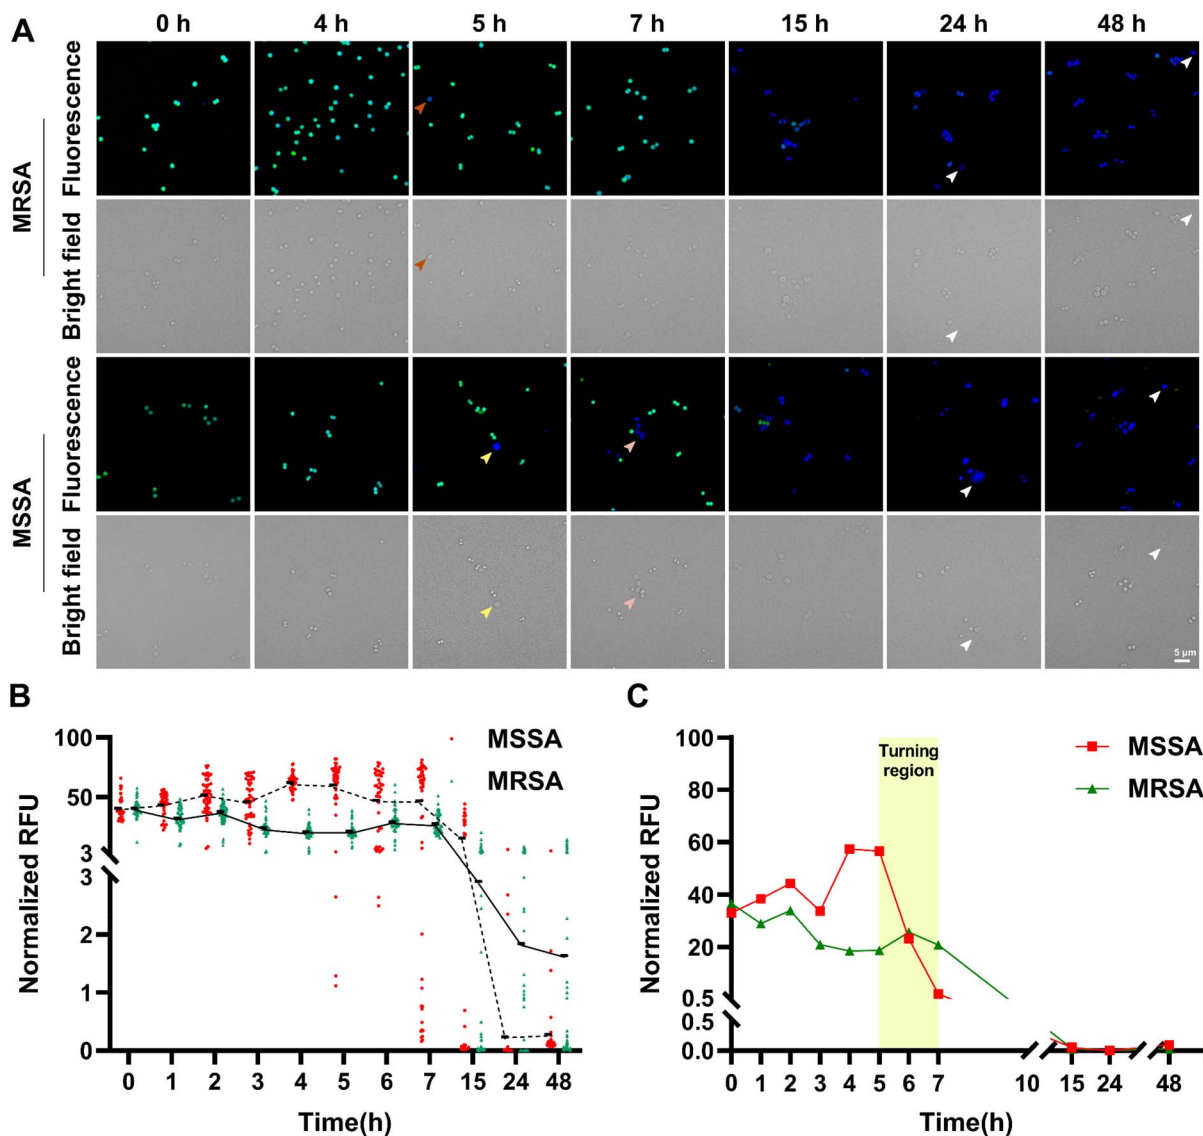 A
0 h 4 h 5 h 7 h 15 h 24 h 48 h
MRSA
Fluorescence
Bright field
MSSA
Fluorescence
Bright field
5 µm
B
Normalized RFU
100
50
3
3
2
1
0
MSSA
MRSA
0 1 2 3 4 5 6 7 15 24 48
Time(h)
C
Normalized RFU
100
80
60
40
20
0.5
0.5
0.0
Turning
region
MSSA
MRSA
0 1 2 3 4 5 6 7 10 15 24 48
Time(h)